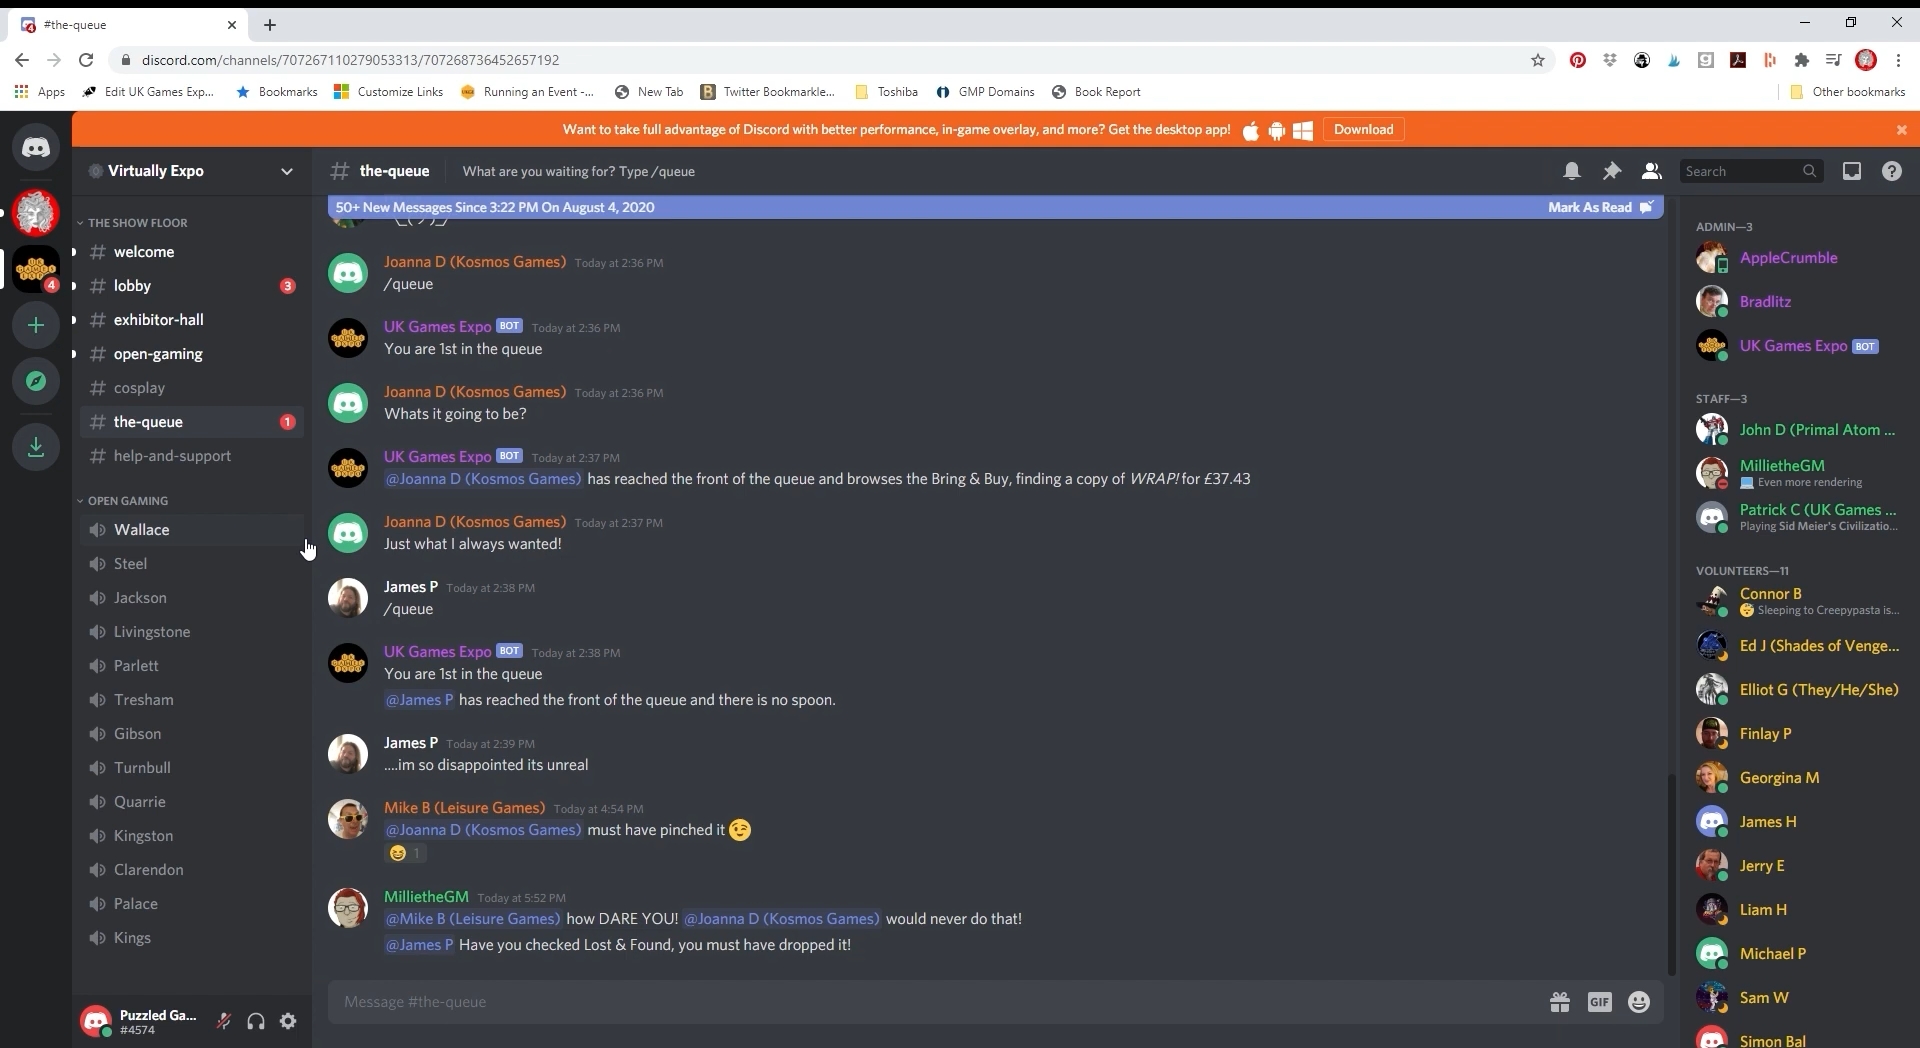 #the-queue
discord.com/channels/707267110279053313/707268736452657192
Apps Edit UK Games Exp... Bookmarks Customize Links Running an Event -... New Tab Twitter Bookmarkle... Toshiba GMP Domains Book Report Other bookmarks
Want to take full advantage of Discord with better performance, in-game overlay, and more? Get the desktop app! Download
Virtually Expo
THE SHOW FLOOR
# welcome
# lobby 3
# exhibitor-hall
# open-gaming
# cosplay
# the-queue 1
# help-and-support
OPEN GAMING
Wallace
Steel
Jackson
Livingstone
Parlett
Tresham
Gibson
Turnbull
Quarrie
Kingston
Clarendon
Palace
Kings
4
Puzzled Ga...
#4574
# the-queue What are you waiting for? Type /queue
Search
50+ New Messages Since 3:22 PM On August 4, 2020 Mark As Read
Joanna D (Kosmos Games) Today at 2:36 PM
/queue
UK Games Expo BOT Today at 2:36 PM
You are 1st in the queue
Joanna D (Kosmos Games) Today at 2:36 PM
Whats it going to be?
UK Games Expo BOT Today at 2:37 PM
@Joanna D (Kosmos Games) has reached the front of the queue and browses the Bring & Buy, finding a copy of WRAP! for £37.43
Joanna D (Kosmos Games) Today at 2:37 PM
Just what I always wanted!
James P Today at 2:38 PM
/queue
UK Games Expo BOT Today at 2:38 PM
You are 1st in the queue
@James P has reached the front of the queue and there is no spoon.
James P Today at 2:39 PM
....im so disappointed its unreal
Mike B (Leisure Games) Today at 4:54 PM
@Joanna D (Kosmos Games) must have pinched it
1
MillietheGM Today at 5:52 PM
@Mike B (Leisure Games) how DARE YOU! @Joanna D (Kosmos Games) would never do that!
@James P Have you checked Lost & Found, you must have dropped it!
Message #the-queue
GIF
ADMIN—3
AppleCrumble
Bradlitz
UK Games Expo BOT
STAFF—3
John D (Primal Atom ...
MillietheGM
Even more rendering
Patrick C (UK Games ...
Playing Sid Meier's Civilizatio...
VOLUNTEERS—11
Connor B
Sleeping to Creepypasta is...
Ed J (Shades of Venge...
Elliot G (They/He/She)
Finlay P
Georgina M
James H
Jerry E
Liam H
Michael P
Sam W
Simon Bal